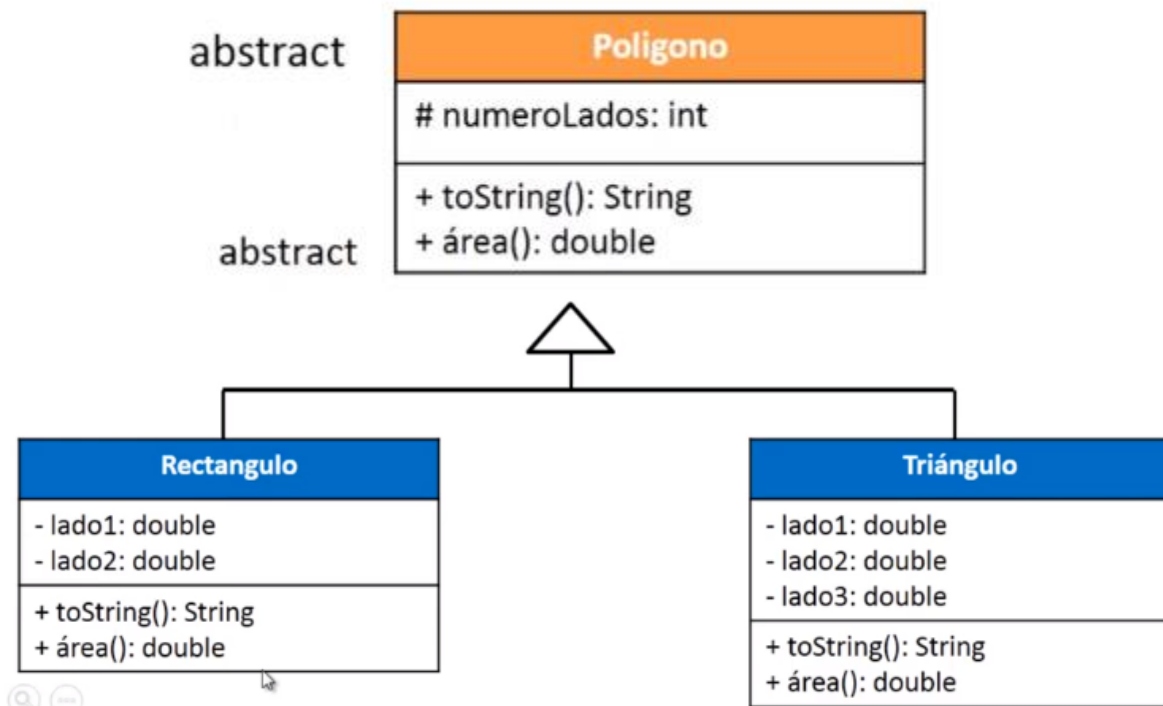 abstract
Poligono
# numeroLados: int
+ toString(): String
abstract
+ área(): double
Rectangulo
- lado1: double
- lado2: double
+ toString(): String
+ área(): double
Triángulo
- lado1: double
- lado2: double
- lado3: double
+ toString(): String
+ área(): double